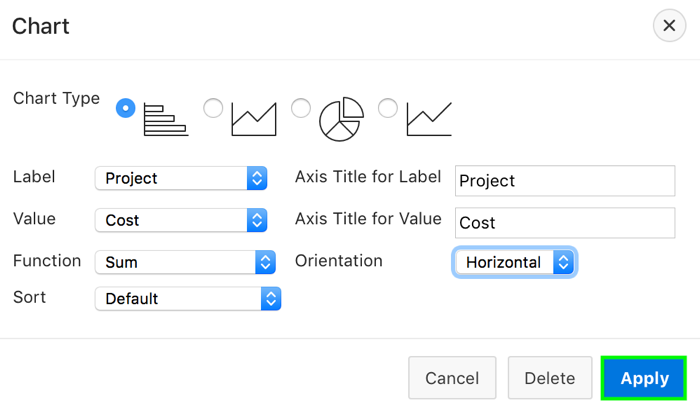 Chart
Chart Type
Label Project Axis Title for Label Project
Value Cost Axis Title for Value Cost
Function Sum Orientation Horizontal
Sort Default
Cancel Delete Apply